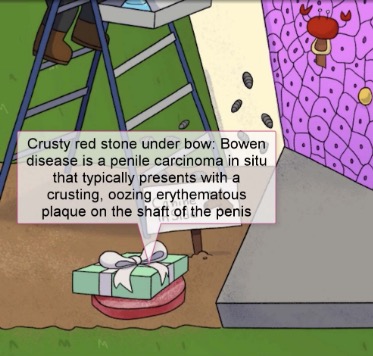 Crusty red stone under bow: Bowen
disease is a penile carcinoma in situ
that typically presents with a
crusting, oozing erythematous
plaque on the shaft of the penis